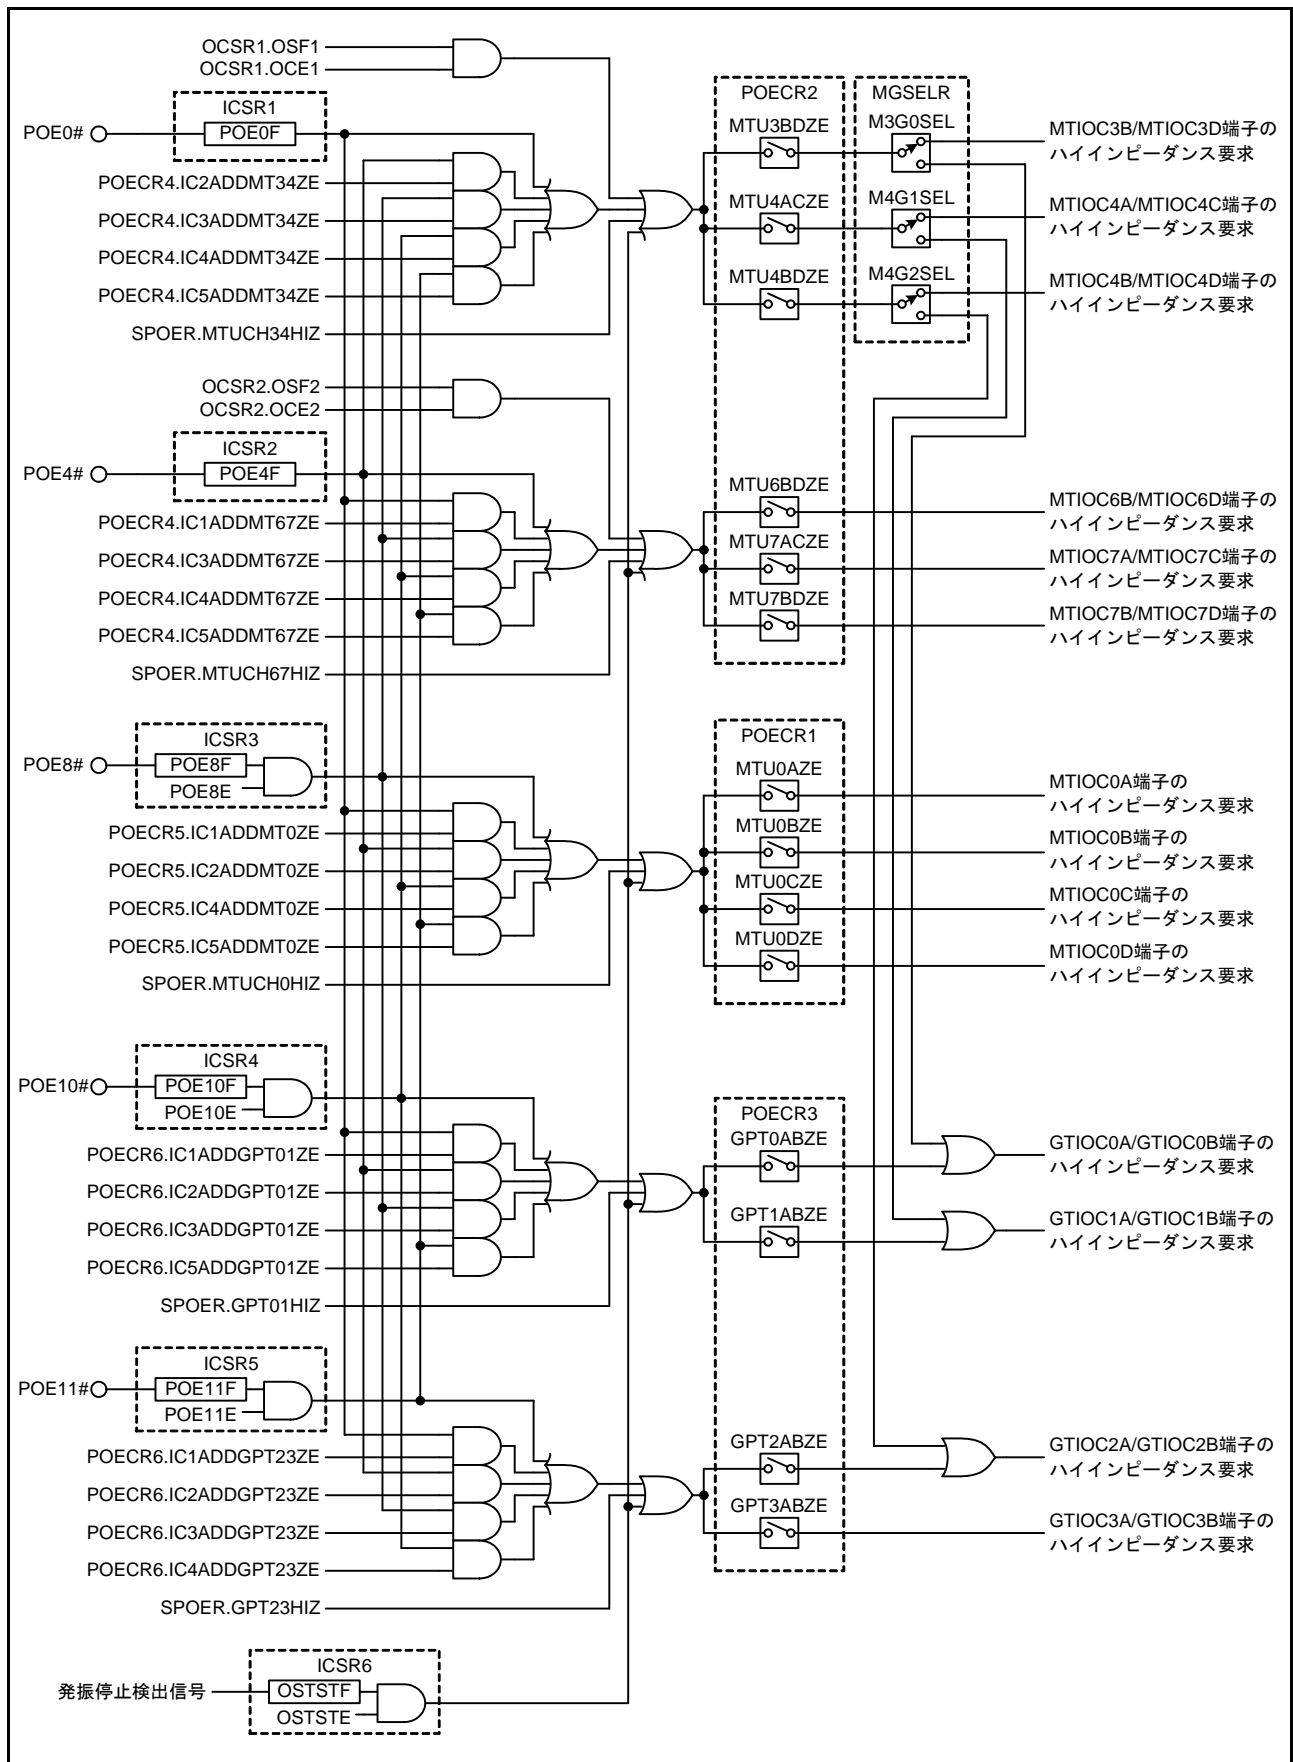 OCSR1.OSF1
OCSR1.OCE1
ICSR1
POE0#
POE0F
POECR4.IC2ADDMT34ZE
POECR4.IC3ADDMT34ZE
POECR4.IC4ADDMT34ZE
POECR4.IC5ADDMT34ZE
SPOER.MTUCH34HIZ
POECR2
MTU3BDZE
MTU4ACZE
MTU4BDZE
MGSELR
M3G0SEL
M4G1SEL
M4G2SEL
MTIOC3B/MTIOC3D端子の
ハイインピーダンス要求
MTIOC4A/MTIOC4C端子の
ハイインピーダンス要求
MTIOC4B/MTIOC4D端子の
ハイインピーダンス要求
OCSR2.OSF2
OCSR2.OCE2
ICSR2
POE4#
POE4F
POECR4.IC1ADDMT67ZE
POECR4.IC3ADDMT67ZE
POECR4.IC4ADDMT67ZE
POECR4.IC5ADDMT67ZE
SPOER.MTUCH67HIZ
MTU6BDZE
MTU7ACZE
MTU7BDZE
MTIOC6B/MTIOC6D端子の
ハイインピーダンス要求
MTIOC7A/MTIOC7C端子の
ハイインピーダンス要求
MTIOC7B/MTIOC7D端子の
ハイインピーダンス要求
ICSR3
POE8#
POE8F
POE8E
POECR5.IC1ADDMT0ZE
POECR5.IC2ADDMT0ZE
POECR5.IC4ADDMT0ZE
POECR5.IC5ADDMT0ZE
SPOER.MTUCH0HIZ
POECR1
MTU0AZE
MTU0BZE
MTU0CZE
MTU0DZE
MTIOC0A端子の
ハイインピーダンス要求
MTIOC0B端子の
ハイインピーダンス要求
MTIOC0C端子の
ハイインピーダンス要求
MTIOC0D端子の
ハイインピーダンス要求
ICSR4
POE10#
POE10F
POE10E
POECR6.IC1ADDGPT01ZE
POECR6.IC2ADDGPT01ZE
POECR6.IC3ADDGPT01ZE
POECR6.IC5ADDGPT01ZE
SPOER.GPT01HIZ
POECR3
GPT0ABZE
GPT1ABZE
GTIOC0A/GTIOC0B端子の
ハイインピーダンス要求
GTIOC1A/GTIOC1B端子の
ハイインピーダンス要求
ICSR5
POE11#
POE11F
POE11E
POECR6.IC1ADDGPT23ZE
POECR6.IC2ADDGPT23ZE
POECR6.IC3ADDGPT23ZE
POECR6.IC4ADDGPT23ZE
SPOER.GPT23HIZ
GPT2ABZE
GPT3ABZE
GTIOC2A/GTIOC2B端子の
ハイインピーダンス要求
GTIOC3A/GTIOC3B端子の
ハイインピーダンス要求
ICSR6
発振停止検出信号
OSTSTF
OSTSTE